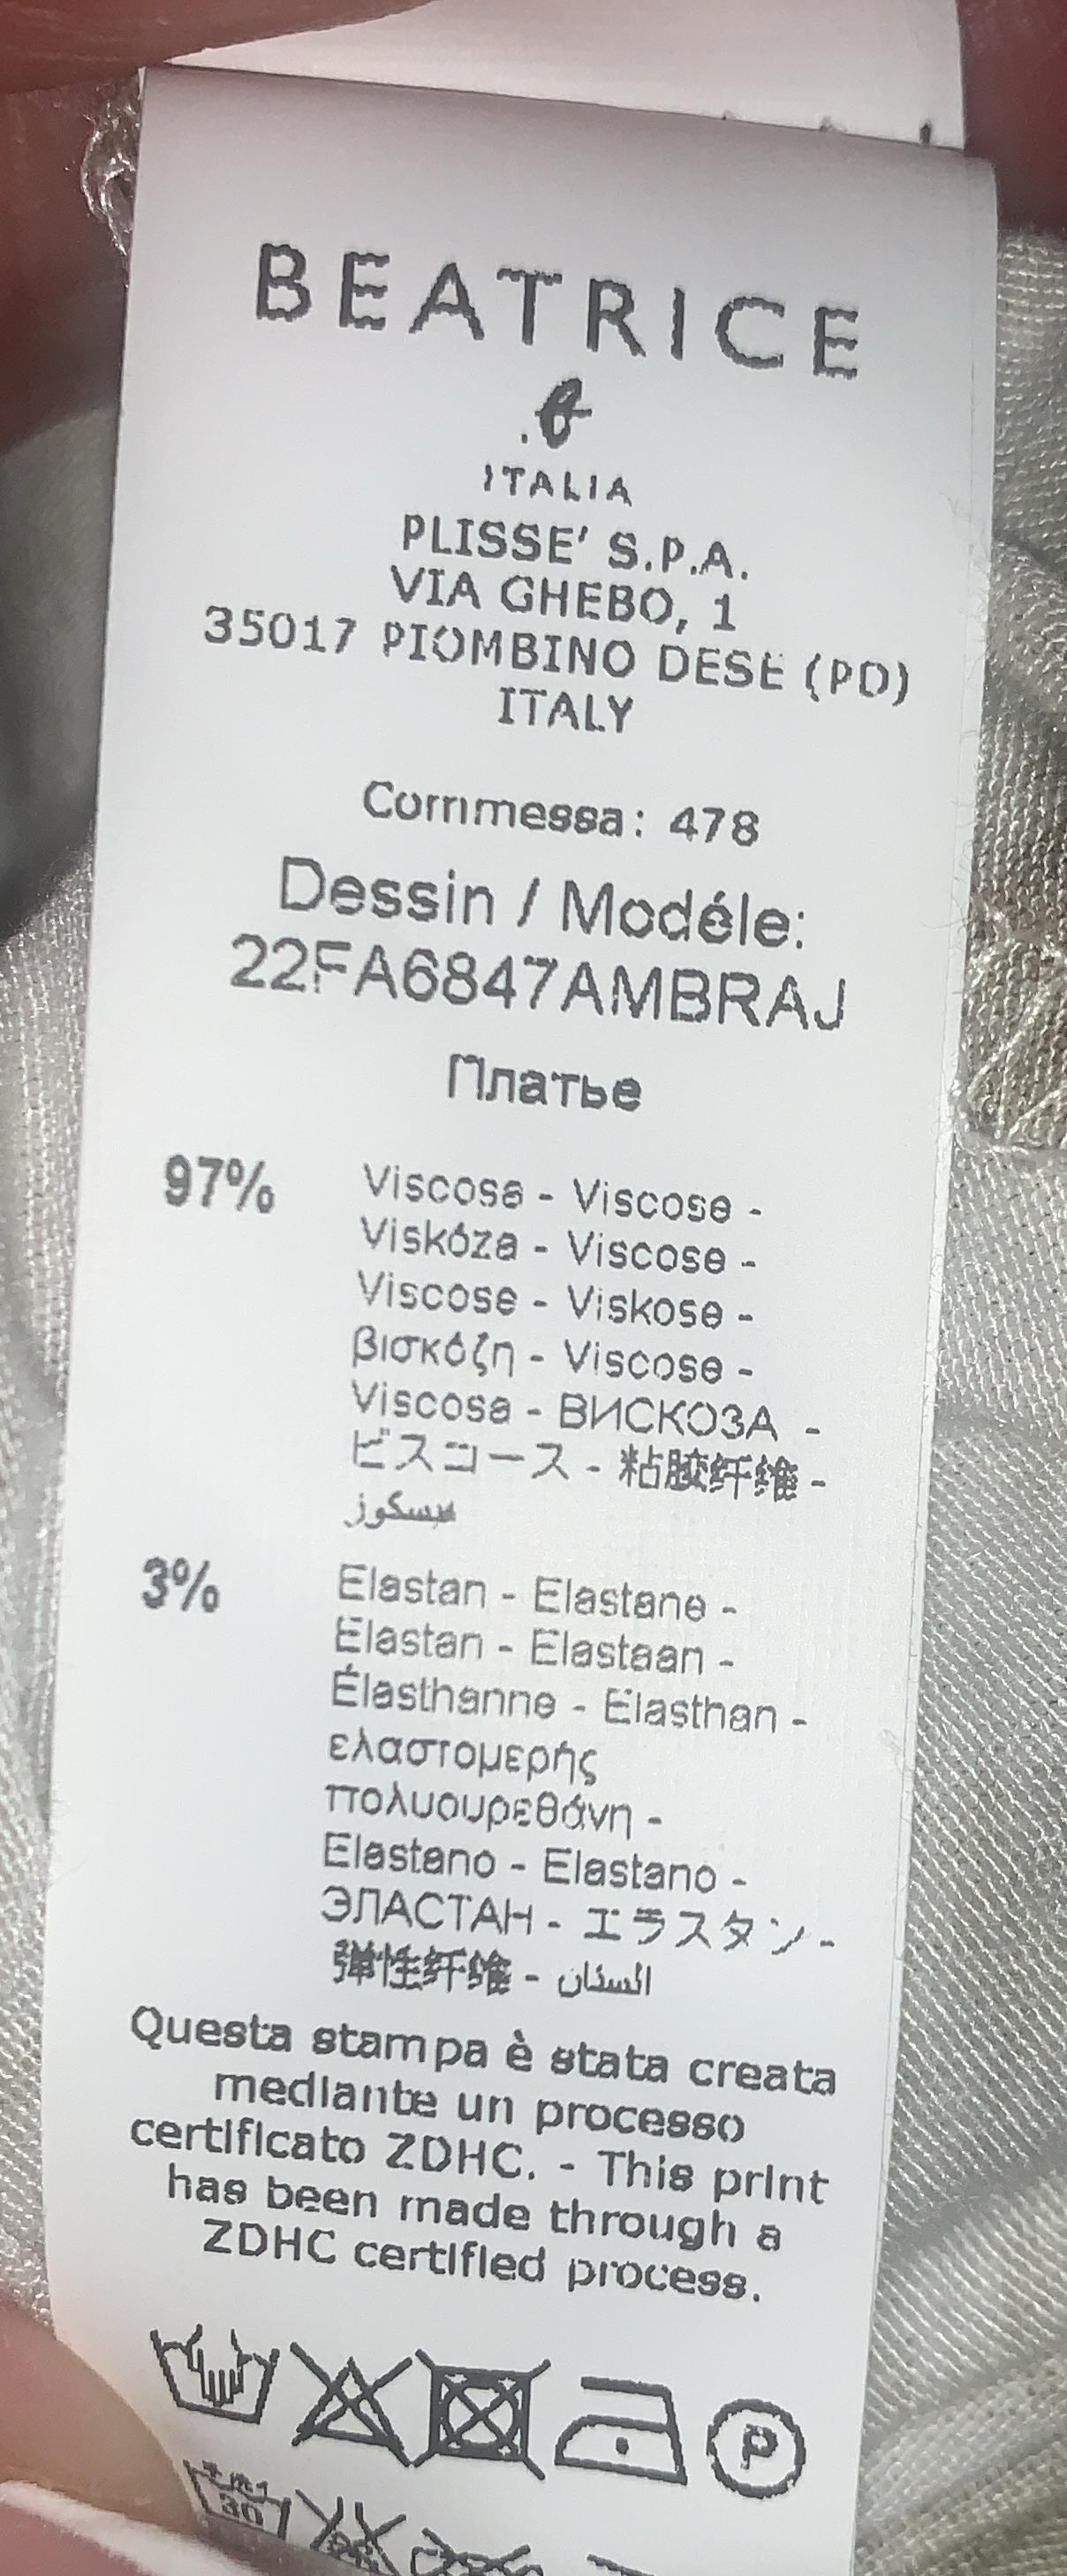 BEATRICE
.b
ITALIA
PLISSE' S.P.A.
VIA GHEBO, 1
35017 PIOMBINO DESE (PD)
ITALY
Commessa: 478
Dessin / Modéle:
22FA6847AMBRAJ
Платье
97% Viscosa - Viscose -
Viskóza - Viscose -
Viscose - Viskose -
βισκόζη - Viscose -
Viscosa - ВИСКОЗА -
ビスコース - 粘胶纤维 -
فيسكوز
3% Elastan - Elastane -
Elastan - Elastaan -
Élasthanne - Elasthan -
ελαστομερής
πολυουρεθάνη -
Elastano - Elastano -
ЭЛАСТАН - エラスタン -
弹性纤维 - الستان
Questa stampa è stata creata
mediante un processo
certificato ZDHC. - This print
has been made through a
ZDHC certified process.
P
30